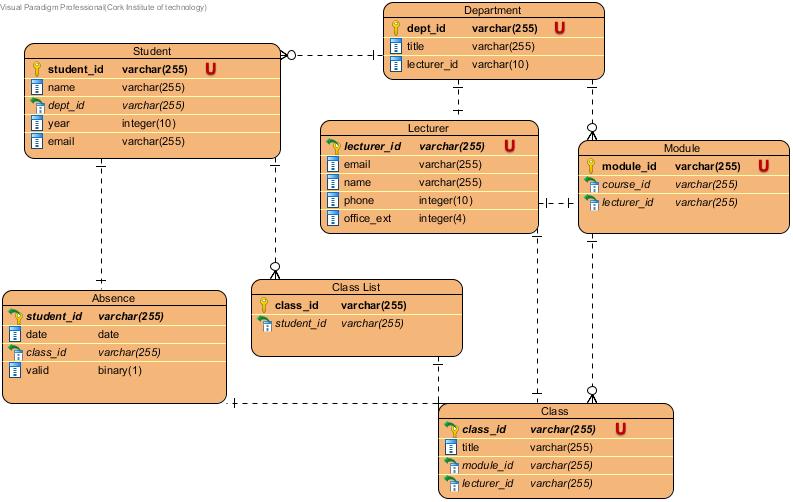 Visual Paradigm Professional(Cork Institute of technology)
Department
dept_id varchar(255) U
title varchar(255)
lecturer_id varchar(10)
Student
student_id varchar(255) U
name varchar(255)
dept_id varchar(255)
year integer(10)
email varchar(255)
Lecturer
lecturer_id varchar(255) U
email varchar(255)
name varchar(255)
phone integer(10)
office_ext integer(4)
Module
module_id varchar(255) U
course_id varchar(255)
lecturer_id varchar(255)
Absence
student_id varchar(255)
date date
class_id varchar(255)
valid binary(1)
Class List
class_id varchar(255)
student_id varchar(255)
Class
class_id varchar(255) U
title varchar(255)
module_id varchar(255)
lecturer_id varchar(255)